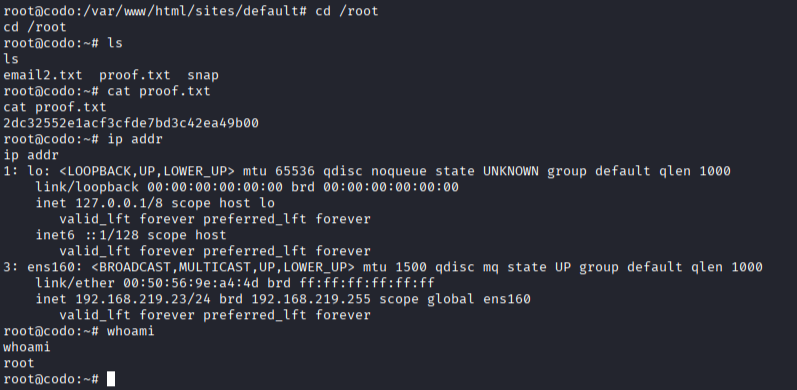 root@codo:/var/www/html/sites/default# cd /root
cd /root
root@codo:~# ls
ls
email2.txt  proof.txt  snap
root@codo:~# cat proof.txt
cat proof.txt
2dc32552e1acf3cfde7bd3c42ea49b00
root@codo:~# ip addr
ip addr
1: lo: <LOOPBACK,UP,LOWER_UP> mtu 65536 qdisc noqueue state UNKNOWN group default qlen 1000
    link/loopback 00:00:00:00:00:00 brd 00:00:00:00:00:00
    inet 127.0.0.1/8 scope host lo
       valid_lft forever preferred_lft forever
    inet6 ::1/128 scope host
       valid_lft forever preferred_lft forever
3: ens160: <BROADCAST,MULTICAST,UP,LOWER_UP> mtu 1500 qdisc mq state UP group default qlen 1000
    link/ether 00:50:56:9e:a4:4d brd ff:ff:ff:ff:ff:ff
    inet 192.168.219.23/24 brd 192.168.219.255 scope global ens160
       valid_lft forever preferred_lft forever
root@codo:~# whoami
whoami
root
root@codo:~#